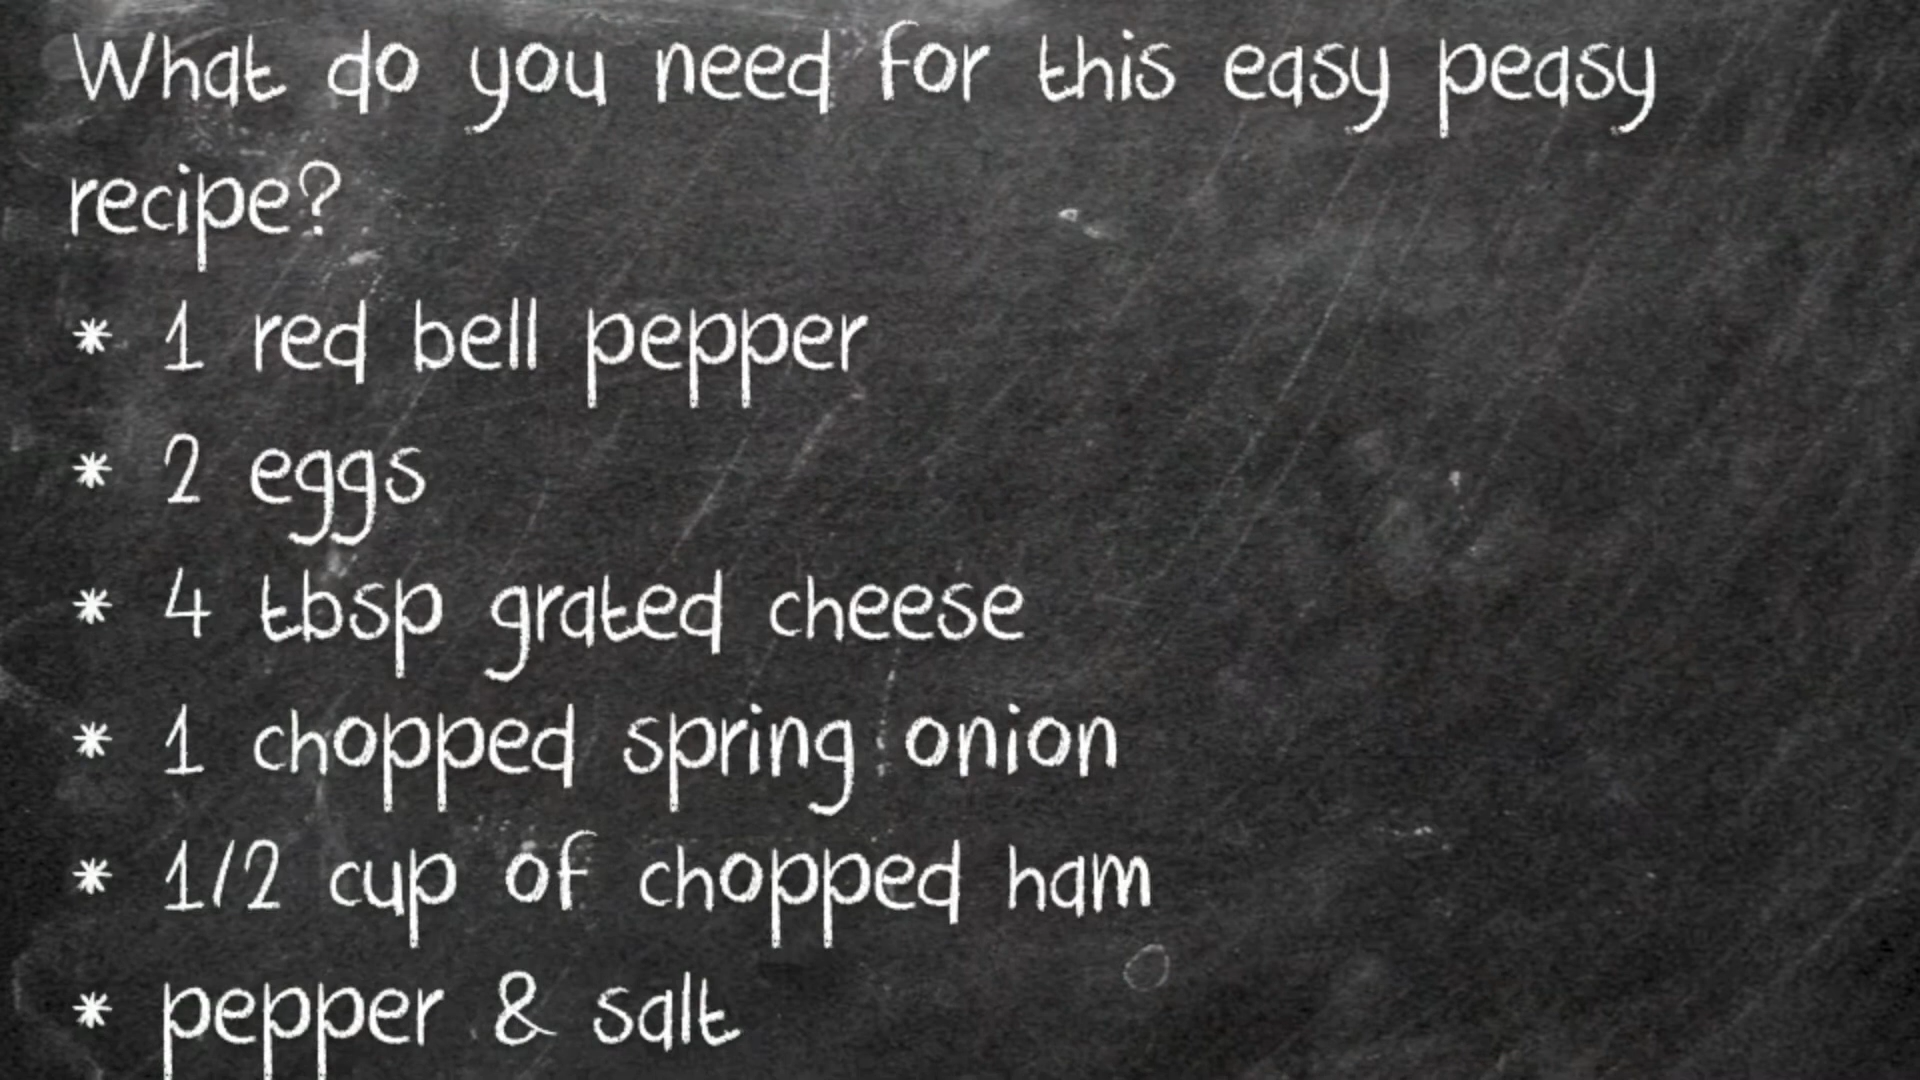 What do you need for this easy peasy
recipe?
* 1 red bell pepper
* 2 eggs
* 4 tbsp grated cheese
* 1 chopped spring onion
* 1/2 cup of chopped ham
* pepper & salt